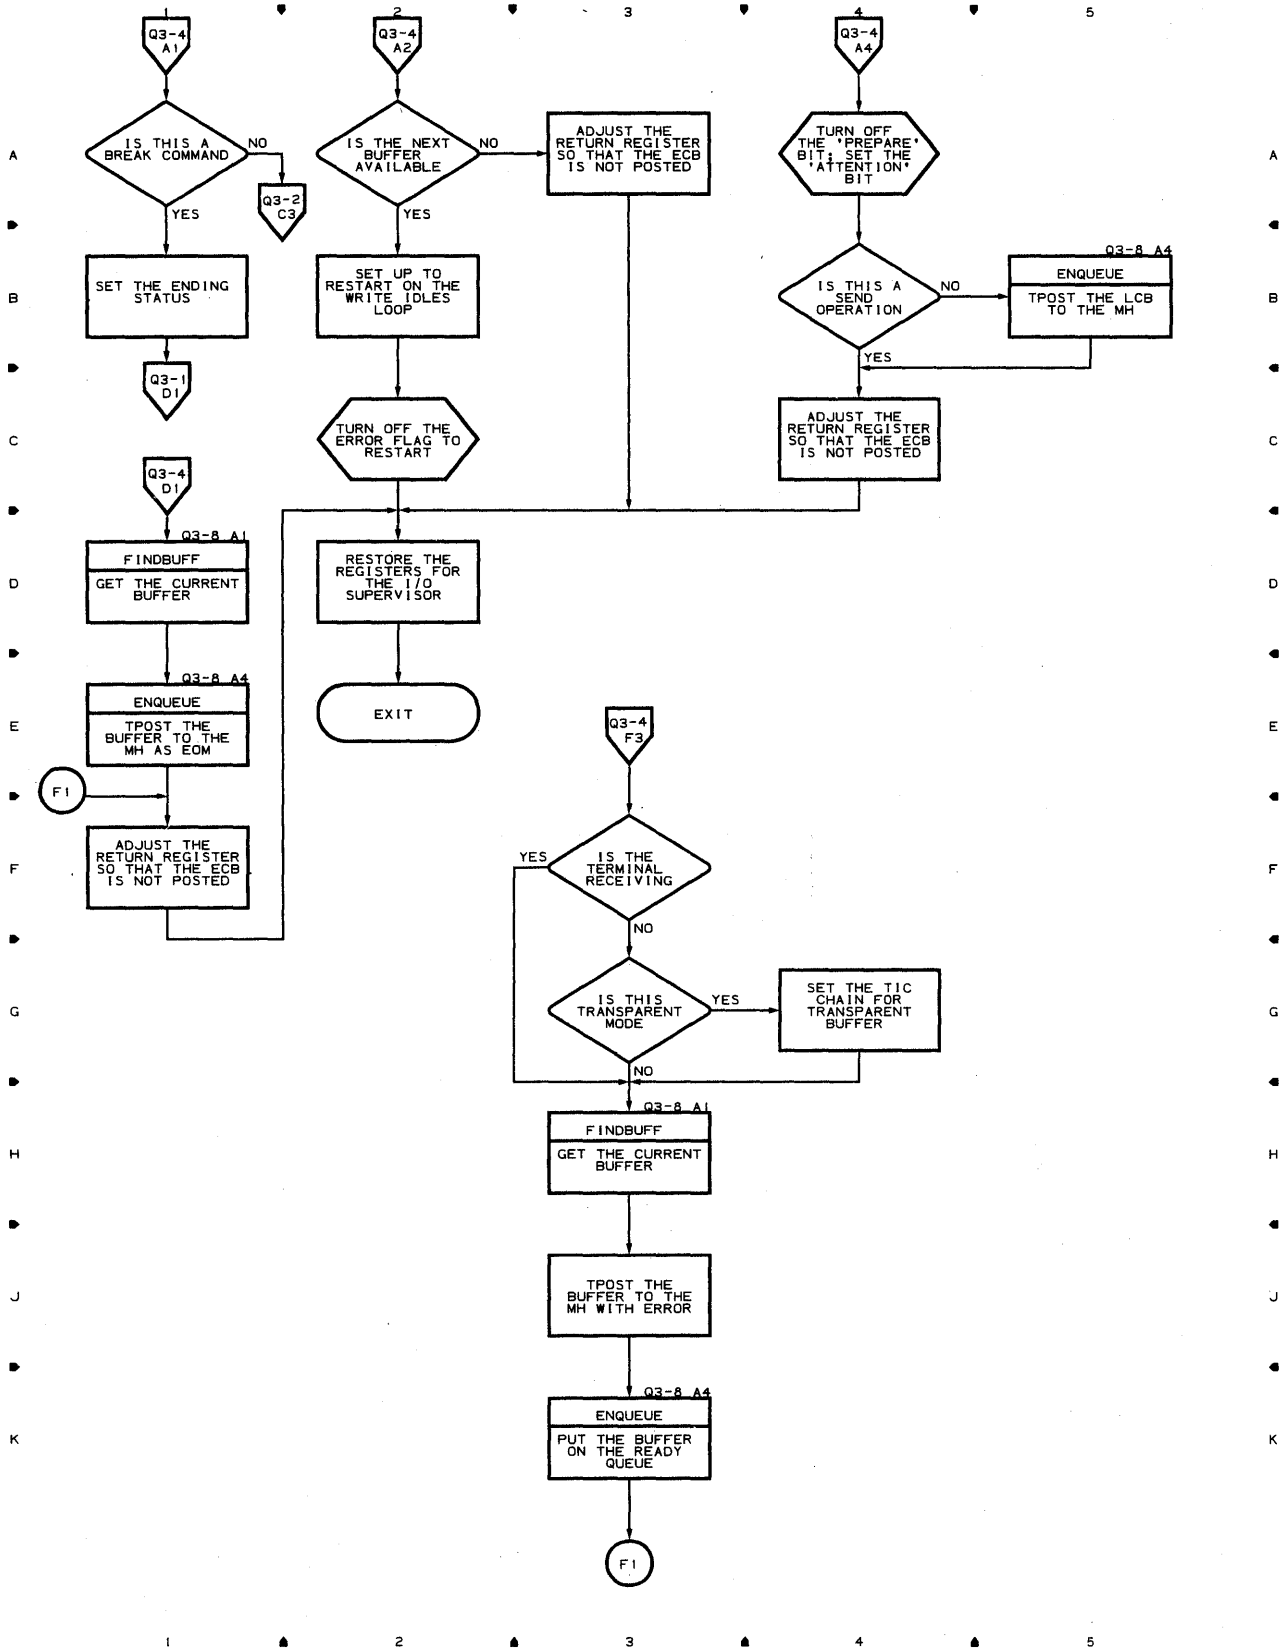 1 2 3 4 5
Q3-4
A1
Q3-4
A2
Q3-4
A4
A
IS THIS A
BREAK COMMAND
NO
YES
Q3-2
C3
IS THE NEXT
BUFFER
AVAILABLE
NO
YES
ADJUST THE
RETURN REGISTER
SO THAT THE ECB
IS NOT POSTED
TURN OFF
THE 'PREPARE'
BIT; SET THE
'ATTENTION'
BIT
A
B
SET THE ENDING
STATUS
SET UP TO
RESTART ON THE
WRITE IDLES
LOOP
IS THIS A
SEND
OPERATION
NO
YES
Q3-8 A4
ENQUEUE
TPOST THE LCB
TO THE MH
B
Q3-1
D1
C
TURN OFF THE
ERROR FLAG TO
RESTART
ADJUST THE
RETURN REGISTER
SO THAT THE ECB
IS NOT POSTED
C
Q3-4
D1
D
Q3-8 A1
FINDBUFF
GET THE CURRENT
BUFFER
RESTORE THE
REGISTERS FOR
THE I/O
SUPERVISOR
D
E
Q3-8 A4
ENQUEUE
TPOST THE
BUFFER TO THE
MH AS EOM
EXIT
Q3-4
F3
E
F1
F
ADJUST THE
RETURN REGISTER
SO THAT THE ECB
IS NOT POSTED
YES
IS THE
TERMINAL
RECEIVING
NO
F
G
IS THIS
TRANSPARENT
MODE
YES
NO
SET THE TIC
CHAIN FOR
TRANSPARENT
BUFFER
G
H
Q3-8 A1
FINDBUFF
GET THE CURRENT
BUFFER
H
J
TPOST THE
BUFFER TO THE
MH WITH ERROR
J
K
Q3-8 A4
ENQUEUE
PUT THE BUFFER
ON THE READY
QUEUE
K
F1
1 2 3 4 5